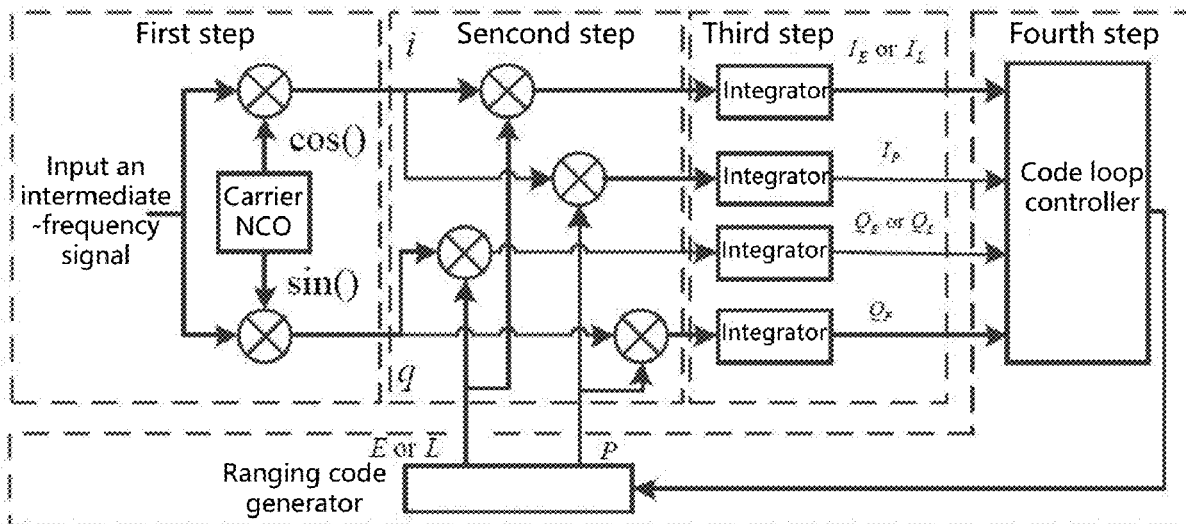 First step
Sencond step
Third step
Fourth step
i
I_E or I_L
Integrator
cos()
Input an
intermediate
-frequency
signal
Carrier
NCO
I_P
Integrator
Code loop
controller
Q_E or Q_L
Integrator
sin()
Integrator
Q_P
q
E or L
P
Ranging code
generator